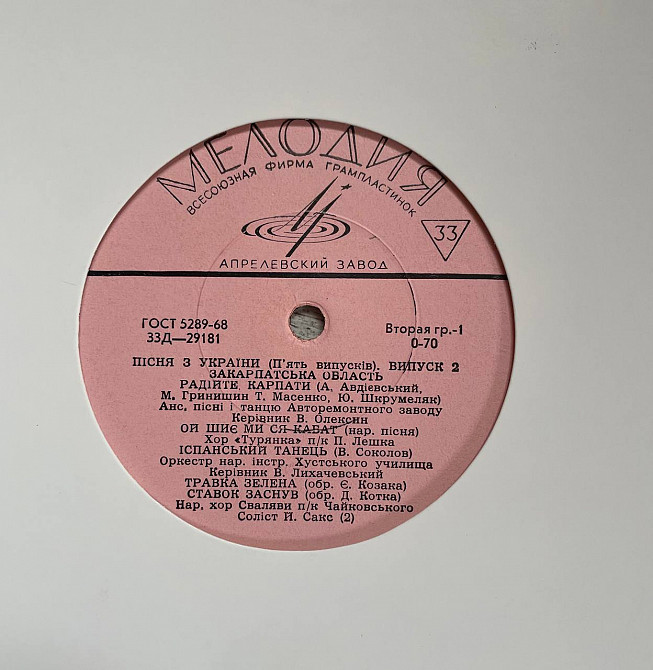 МЕЛОДИЯ
ВСЕСОЮЗНАЯ ФИРМА ГРАМПЛАСТИНОК
33
АПРЕЛЕВСКИЙ ЗАВОД
ГОСТ 5289-68
33Д—29181
Вторая гр.-1
0-70
ПІСНЯ З УКРАЇНИ (П'ять випусків). ВИПУСК 2
ЗАКАРПАТСЬКА ОБЛАСТЬ
РАДІЙТЕ, КАРПАТИ (А. Авдієвський,
М. Гринишин Т. Масенко, Ю. Шкрумеляк)
Анс. пісні і танцю Авторемонтного заводу
Керівник В. Олексин
ОЙ ШИЄ МИ СЯ КАБАТ (нар. пісня)
Хор «Турянка» п/к П. Лешка
ІСПАНСЬКИЙ ТАНЕЦЬ (В. Соколов)
Оркестр нар. інстр. Хустського училища
Керівник В. Лихачевський
ТРАВКА ЗЕЛЕНА (обр. Є. Козака)
СТАВОК ЗАСНУВ (обр. Д. Котка)
Нар. хор Сваляви п/к Чайковського
Соліст Й. Сакс (2)